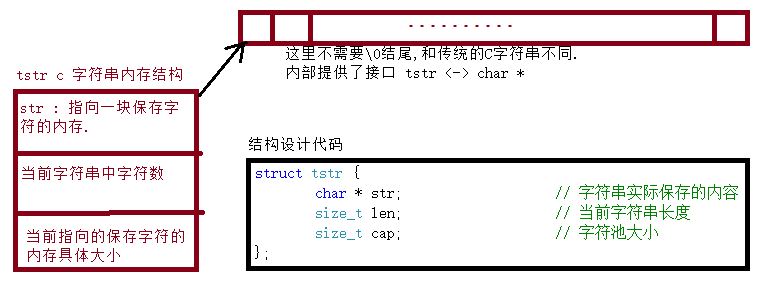 ..........
这里不需要\0结尾,和传统的C字符串不同.
内部提供了接口 tstr <-> char *
tstr c 字符串内存结构
str : 指向一块保存字
符的内存.
当前字符串中字符数
当前指向的保存字符的
内存具体大小
结构设计代码
struct tstr {
char * str; // 字符串实际保存的内容
size_t len; // 当前字符串长度
size_t cap; // 字符池大小
};